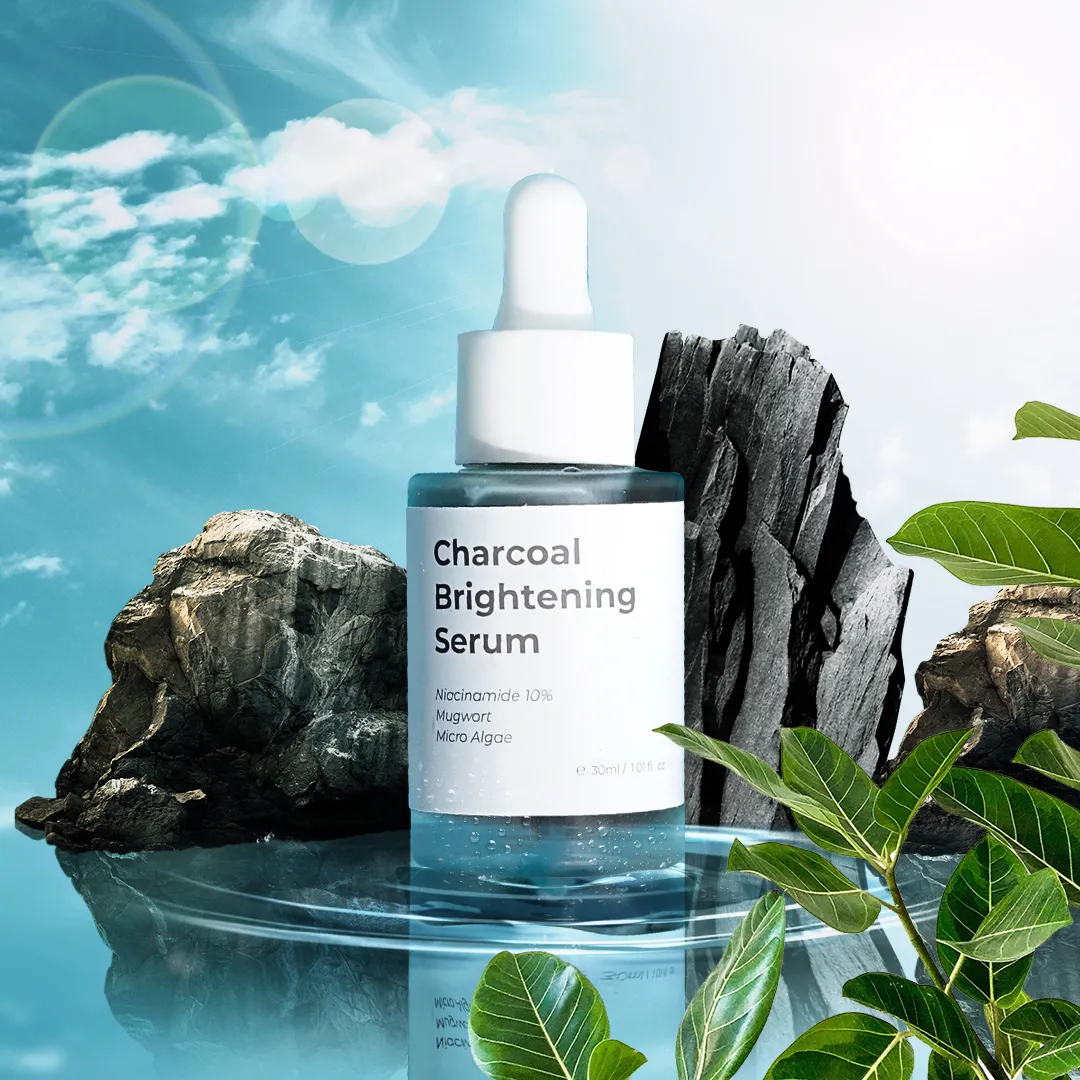 Charcoal
Brightening
Serum
Niacinamide 10%
Mugwort
Micro Algae
℮ 30ml / 1.01 fl. oz